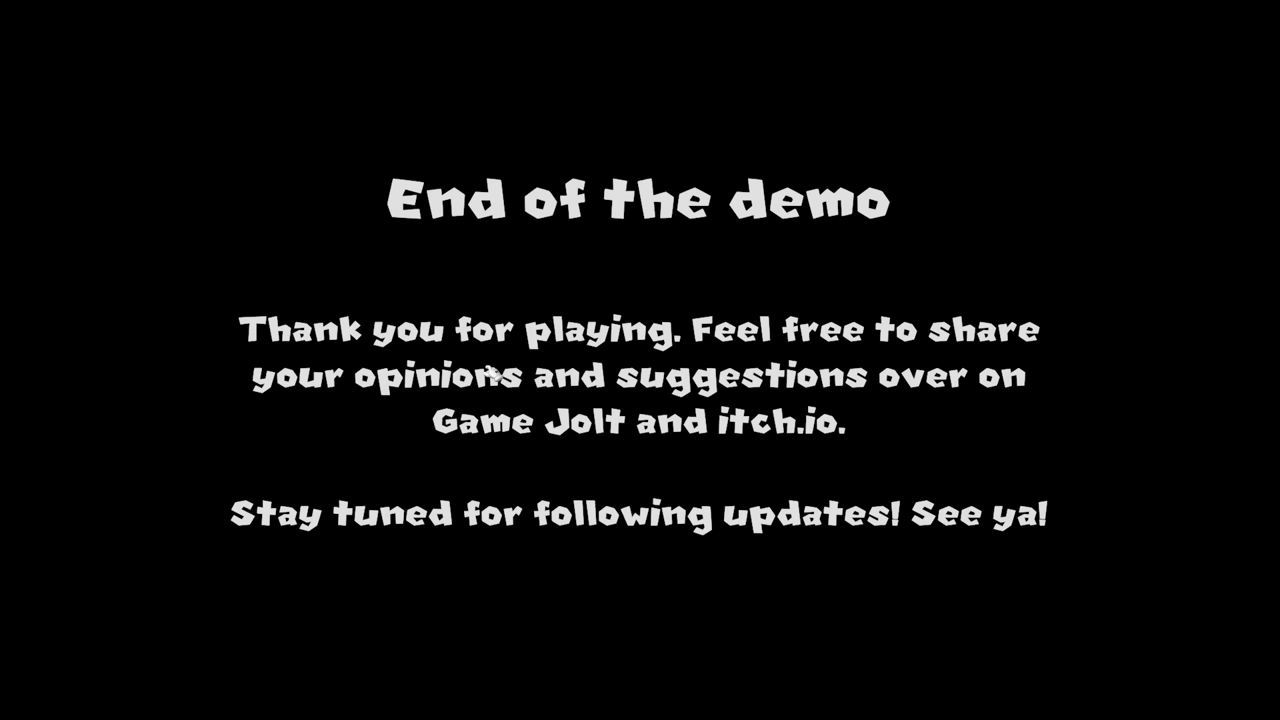 End of the demo
Thank you for playing. Feel free to share
your opinions and suggestions over on
Game Jolt and itch.io.
Stay tuned for following updates! See ya!